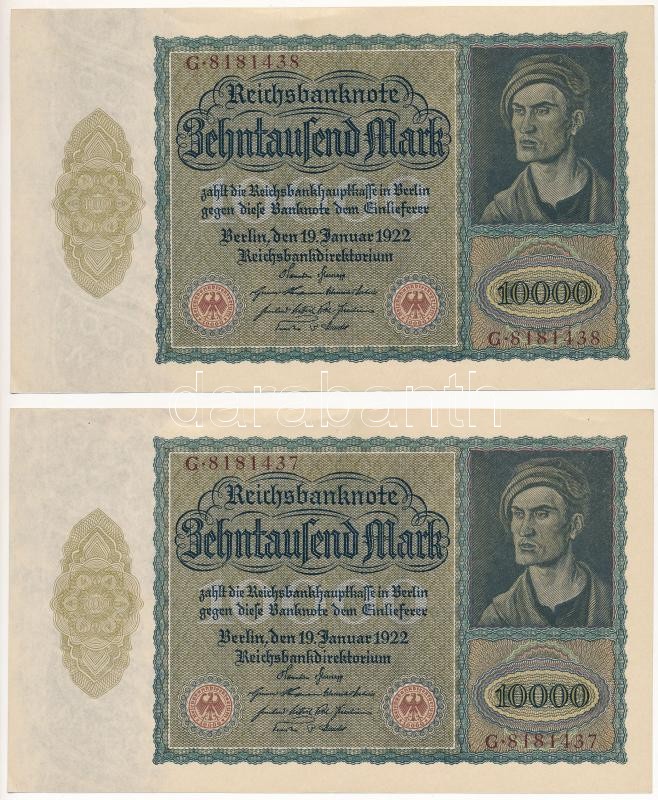 G·8181438
Reichsbanknote
Zehntausend Mark
10000
zahlt die Reichsbankhauptkasse in Berlin
gegen diese Banknote dem Einlieferer
Berlin, den 19. Januar 1922
Reichsbankdirektorium
10000
G·8181438
darabanth
G·8181437
Reichsbanknote
Zehntausend Mark
10000
zahlt die Reichsbankhauptkasse in Berlin
gegen diese Banknote dem Einlieferer
Berlin, den 19. Januar 1922
Reichsbankdirektorium
10000
G·8181437